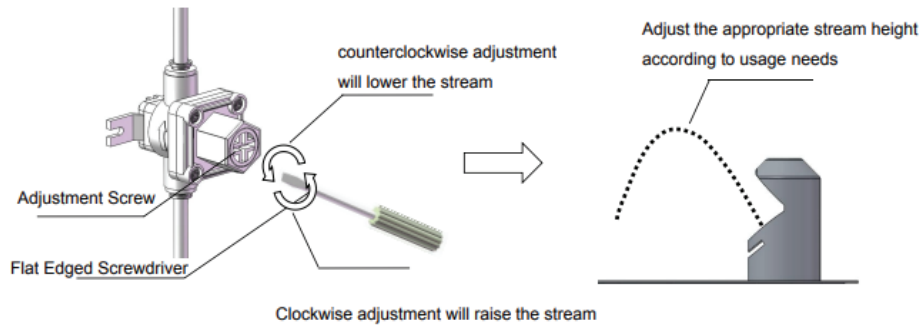 counterclockwise adjustment
will lower the stream
Adjust the appropriate stream height
according to usage needs
Adjustment Screw
Flat Edged Screwdriver
Clockwise adjustment will raise the stream